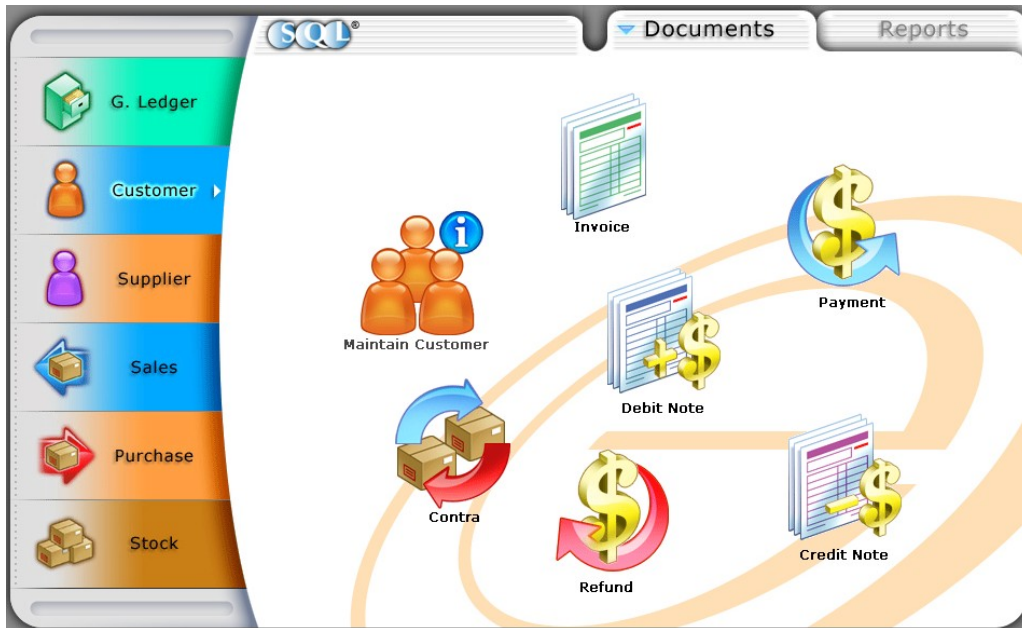 SQL®
Documents
Reports
G. Ledger
Customer
Supplier
Sales
Purchase
Stock
Invoice
Payment
Maintain Customer
Debit Note
Contra
Credit Note
Refund